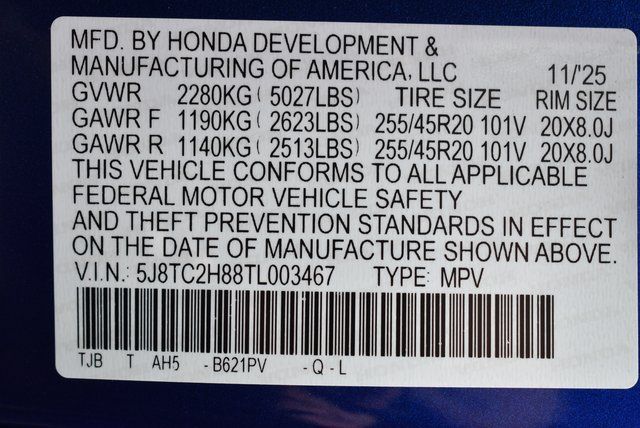 MFD. BY HONDA DEVELOPMENT &
MANUFACTURING OF AMERICA, LLC 11/'25
GVWR 2280KG ( 5027LBS) TIRE SIZE RIM SIZE
GAWR F 1190KG ( 2623LBS) 255/45R20 101V 20X8.0J
GAWR R 1140KG ( 2513LBS) 255/45R20 101V 20X8.0J
THIS VEHICLE CONFORMS TO ALL APPLICABLE
FEDERAL MOTOR VEHICLE SAFETY
AND THEFT PREVENTION STANDARDS IN EFFECT
ON THE DATE OF MANUFACTURE SHOWN ABOVE.
V.I.N.: 5J8TC2H88TL003467 TYPE: MPV
TJB T AH5 - B621PV - Q - L